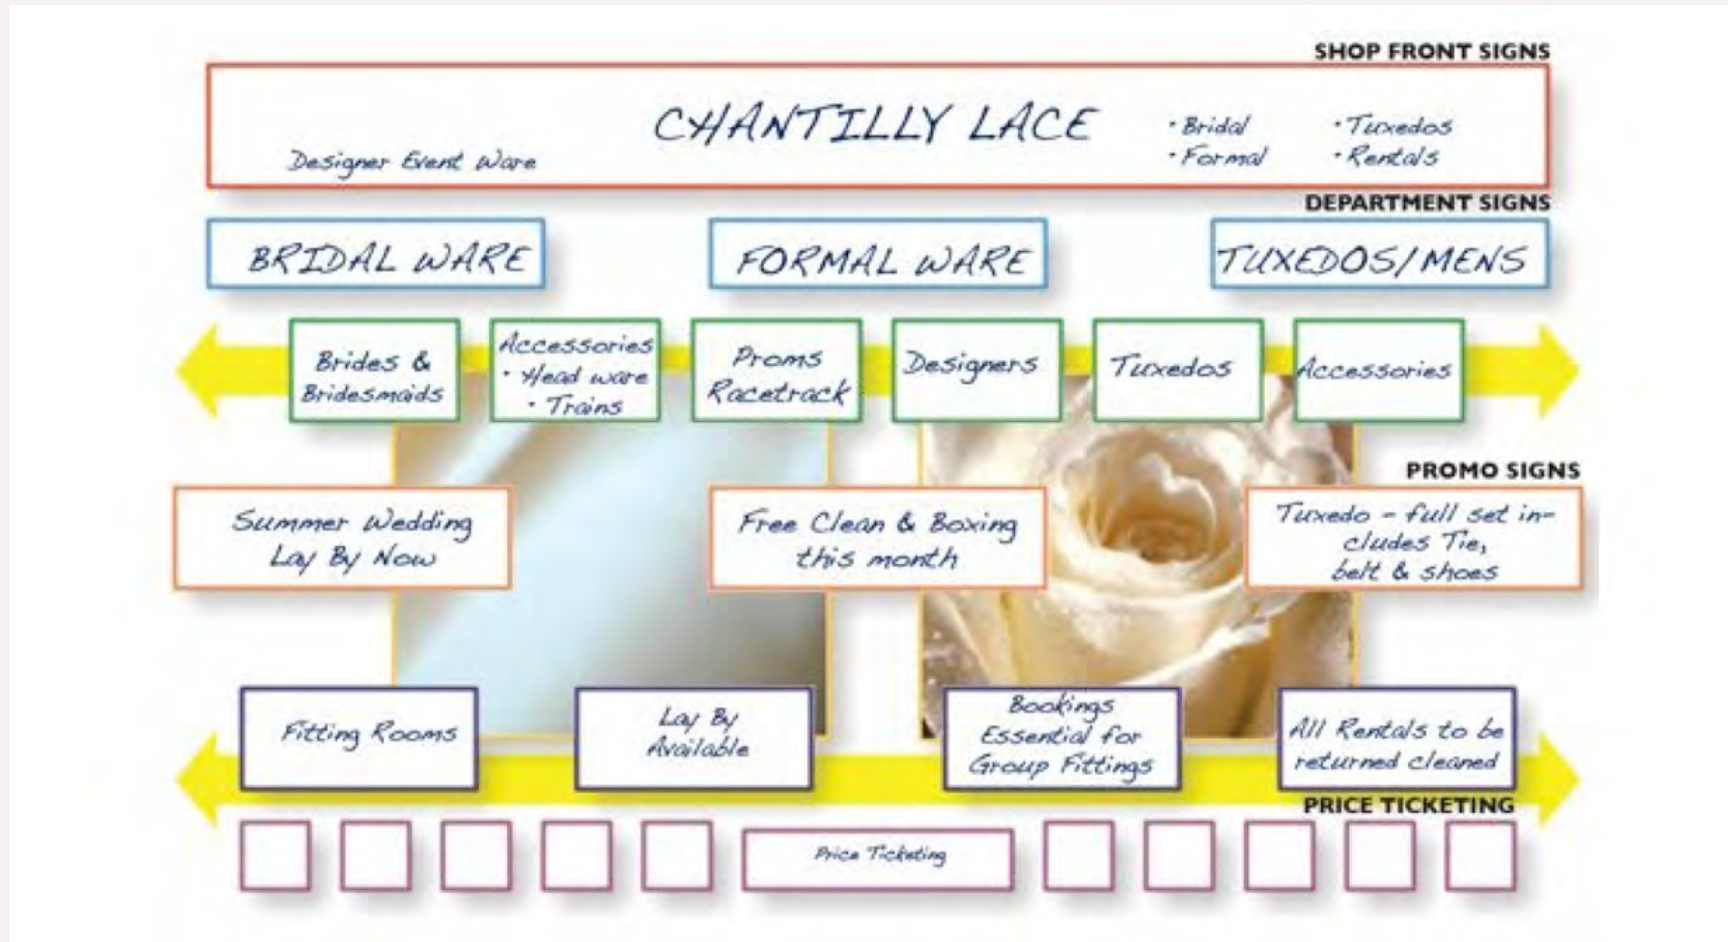 SHOP FRONT SIGNS
CHANTILLY LACE
Designer Event Ware
• Bridal
• Formal
• Tuxedos
• Rentals
DEPARTMENT SIGNS
BRIDAL WARE
FORMAL WARE
TUXEDOS/MENS
Brides &
Bridesmaids
Accessories
• Head ware
• Trains
Proms
Racetrack
Designers
Tuxedos
Accessories
PROMO SIGNS
Summer Wedding
Lay By Now
Free Clean & Boxing
this month
Tuxedo - full set in-
cludes Tie,
belt & shoes
Fitting Rooms
Lay By
Available
Bookings
Essential for
Group Fittings
All Rentals to be
returned cleaned
PRICE TICKETING
Price Ticketing